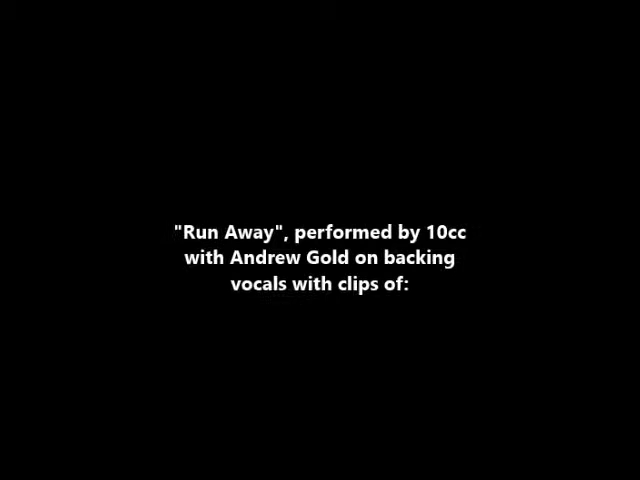 "Run Away", performed by 10cc
with Andrew Gold on backing
vocals with clips of: